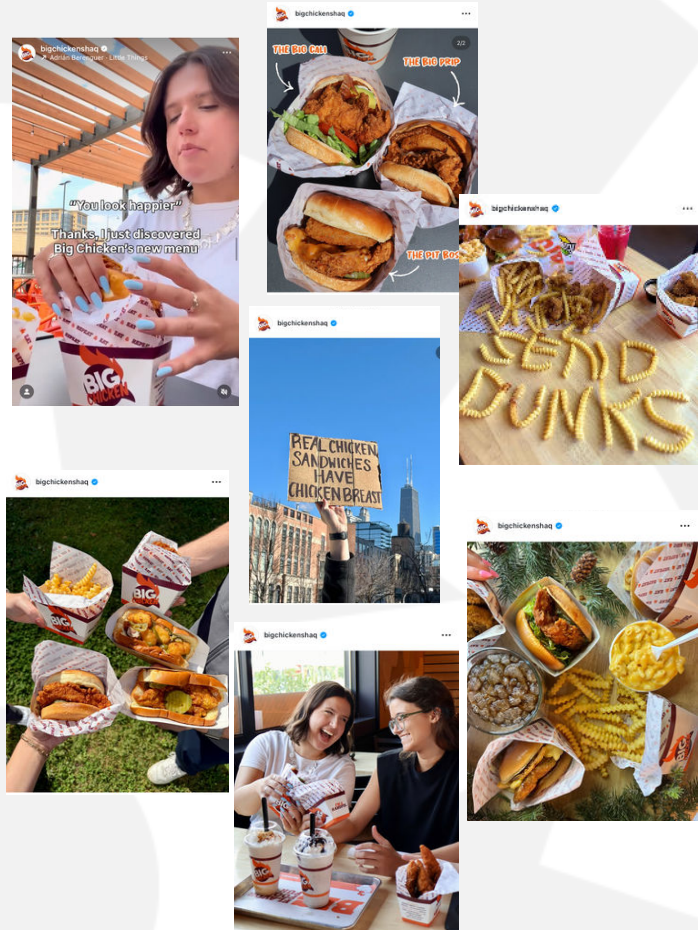 bigchickenshaq
Adrian Berenguer - Little Things
"You look happier"
Thanks, I just discovered
Big Chicken's new menu
BIG
CHICKEN
bigchickenshaq
2/2
THE BIG CALI
THE BIG DRIP
THE PIT BOS
bigchickenshaq
SEND
DUNKS
bigchickenshaq
REAL CHICKEN
SANDWICHES
HAVE
CHICKEN BREAST
bigchickenshaq
BIG
BIG
bigchickenshaq
BIG
bigchickenshaq